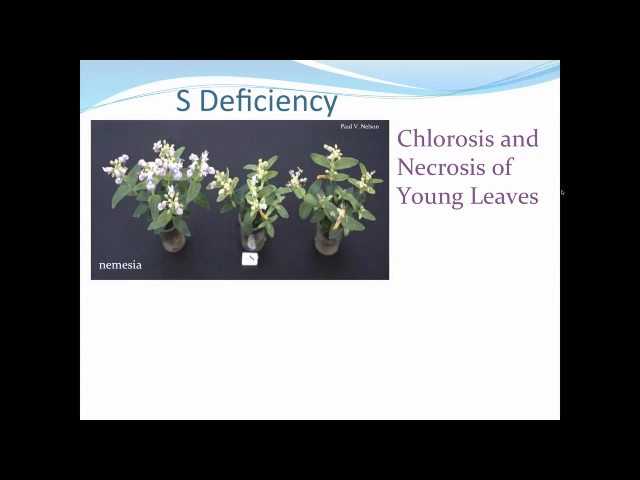 S Deficiency
Paul V. Nelson
Chlorosis and
Necrosis of
Young Leaves
nemesia